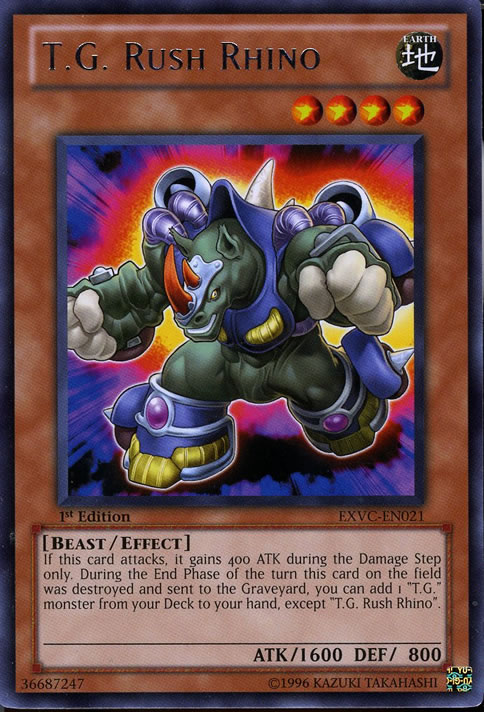 T.G. Rush Rhino
EARTH
地
1st Edition
EXVC-EN021
[Beast/Effect]
If this card attacks, it gains 400 ATK during the Damage Step
only. During the End Phase of the turn this card on the field
was destroyed and sent to the Graveyard, you can add 1 "T.G."
monster from your Deck to your hand, except "T.G. Rush Rhino".
ATK/1600 DEF/ 800
36687247
©1996 KAZUKI TAKAHASHI